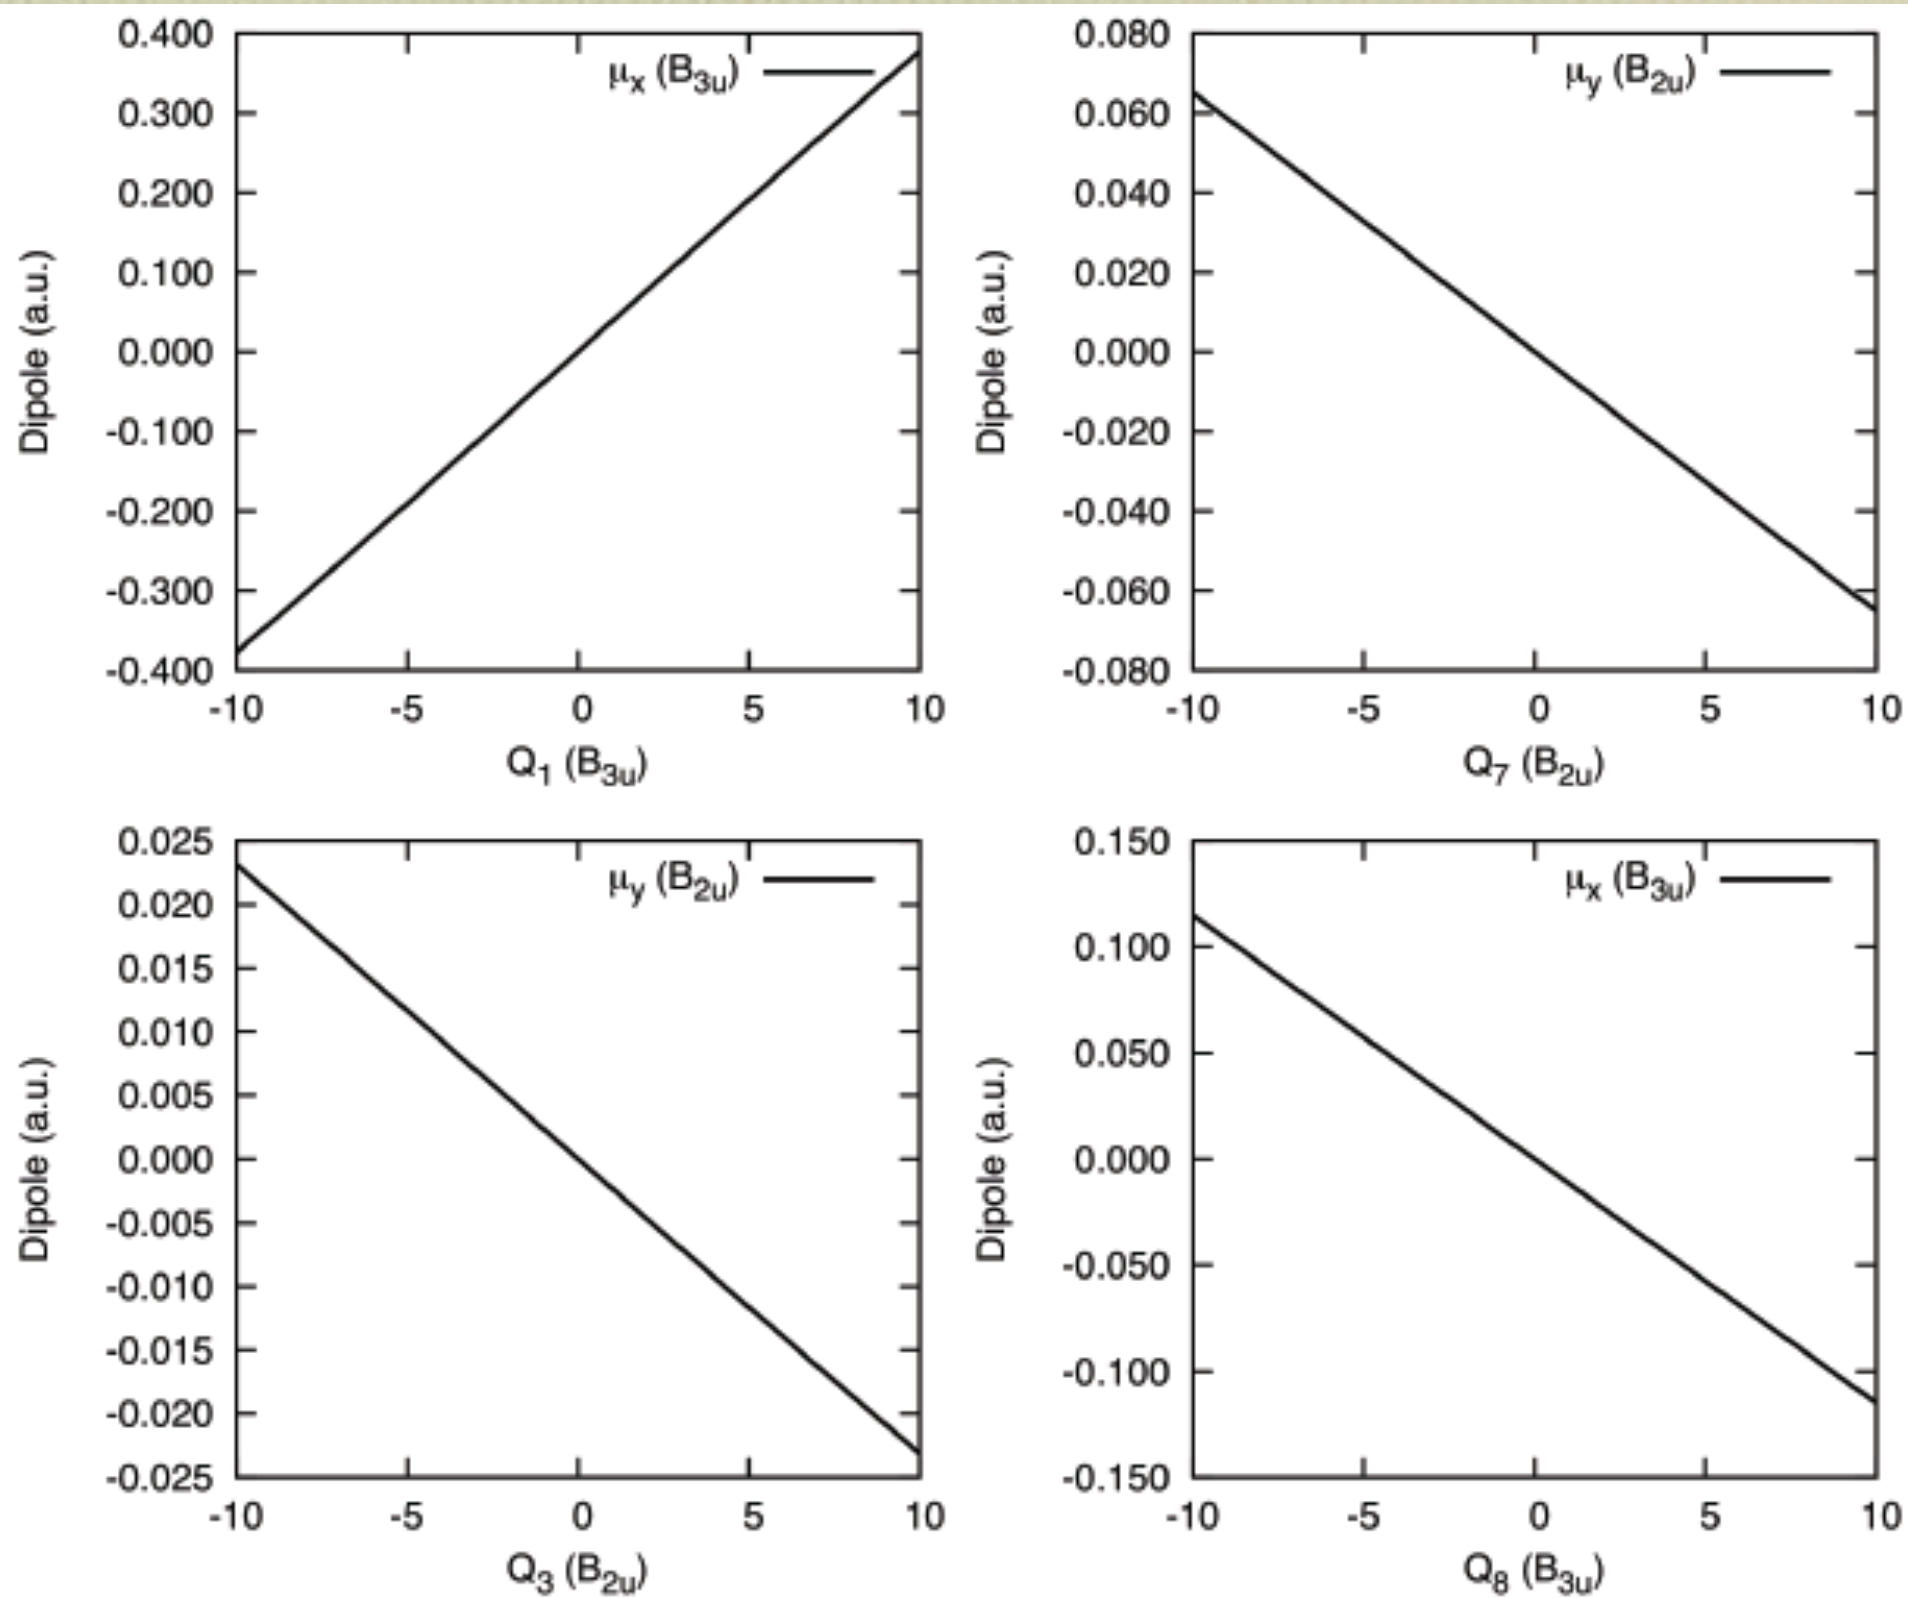 0.400
0.300
0.200
0.100
0.000
-0.100
-0.200
-0.300
-0.400
Dipole (a.u.)
μx (B3u)
-10 -5 0 5 10
Q1 (B3u)
0.080
0.060
0.040
0.020
0.000
-0.020
-0.040
-0.060
-0.080
Dipole (a.u.)
μy (B2u)
-10 -5 0 5 10
Q7 (B2u)
0.025
0.020
0.015
0.010
0.005
0.000
-0.005
-0.010
-0.015
-0.020
-0.025
Dipole (a.u.)
μy (B2u)
-10 -5 0 5 10
Q3 (B2u)
0.150
0.100
0.050
0.000
-0.050
-0.100
-0.150
Dipole (a.u.)
μx (B3u)
-10 -5 0 5 10
Q8 (B3u)